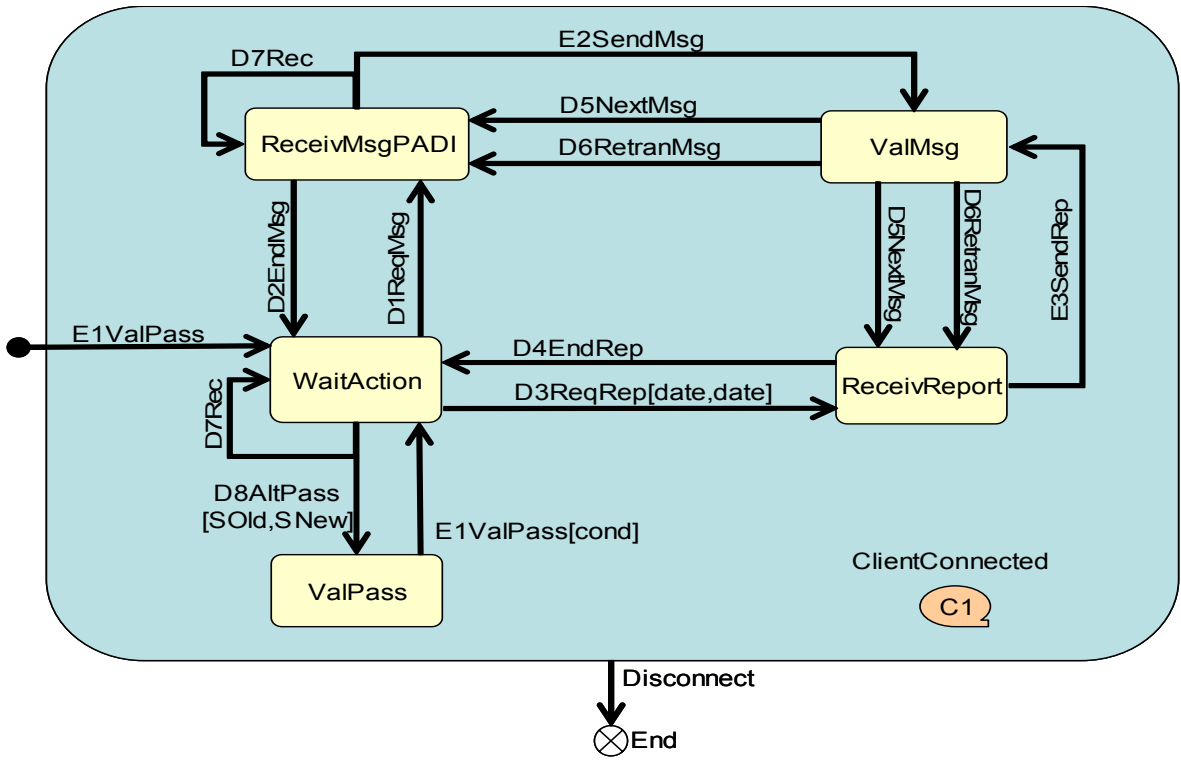 E2SendMsg
D7Rec
D5NextMsg
ReceivMsgPADI
ValMsg
D6RetranMsg
D2EndMsg
D1ReqMsg
D5NextMsg
D6RetranMsg
E3SendRep
E1ValPass
D4EndRep
WaitAction
ReceivReport
D3ReqRep[date,date]
D7Rec
D8AltPass
[SOld,SNew]
E1ValPass[cond]
ClientConnected
ValPass
C1
Disconnect
End